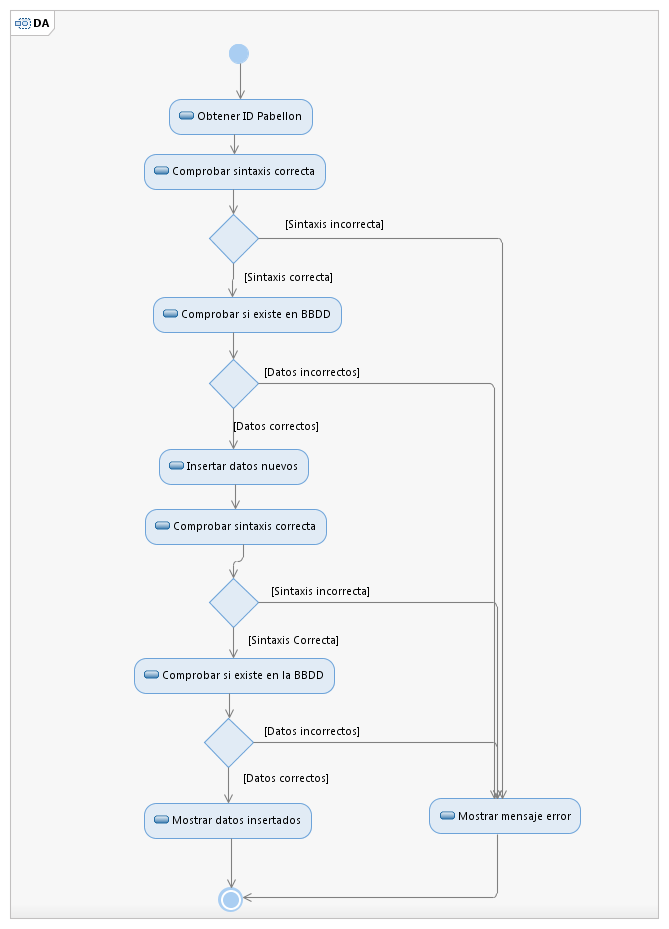 DA
Obtener ID Pabellon
Comprobar sintaxis correcta
[Sintaxis incorrecta]
[Sintaxis correcta]
Comprobar si existe en BBDD
[Datos incorrectos]
[Datos correctos]
Insertar datos nuevos
Comprobar sintaxis correcta
[Sintaxis incorrecta]
[Sintaxis Correcta]
Comprobar si existe en la BBDD
[Datos incorrectos]
[Datos correctos]
Mostrar datos insertados
Mostrar mensaje error